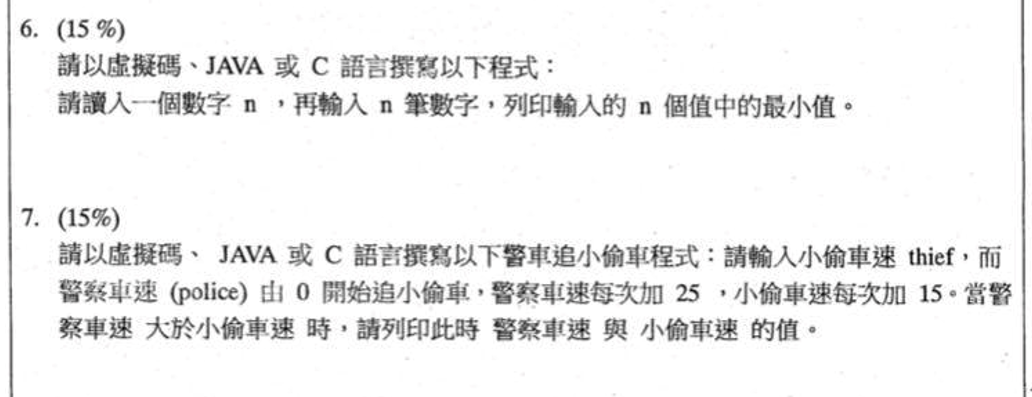 6. (15 %)
請以虛擬碼、JAVA 或 C 語言撰寫以下程式：
請讀入一個數字 n ，再輸入 n 筆數字，列印輸入的 n 個值中的最小值。
7. (15%)
請以虛擬碼、 JAVA 或 C 語言撰寫以下警車追小偷車程式：請輸入小偷車速 thief，而
警察車速 (police) 由 0 開始追小偷車，警察車速每次加 25 ，小偷車速每次加 15。當警
察車速 大於小偷車速 時，請列印此時 警察車速 與 小偷車速 的值。